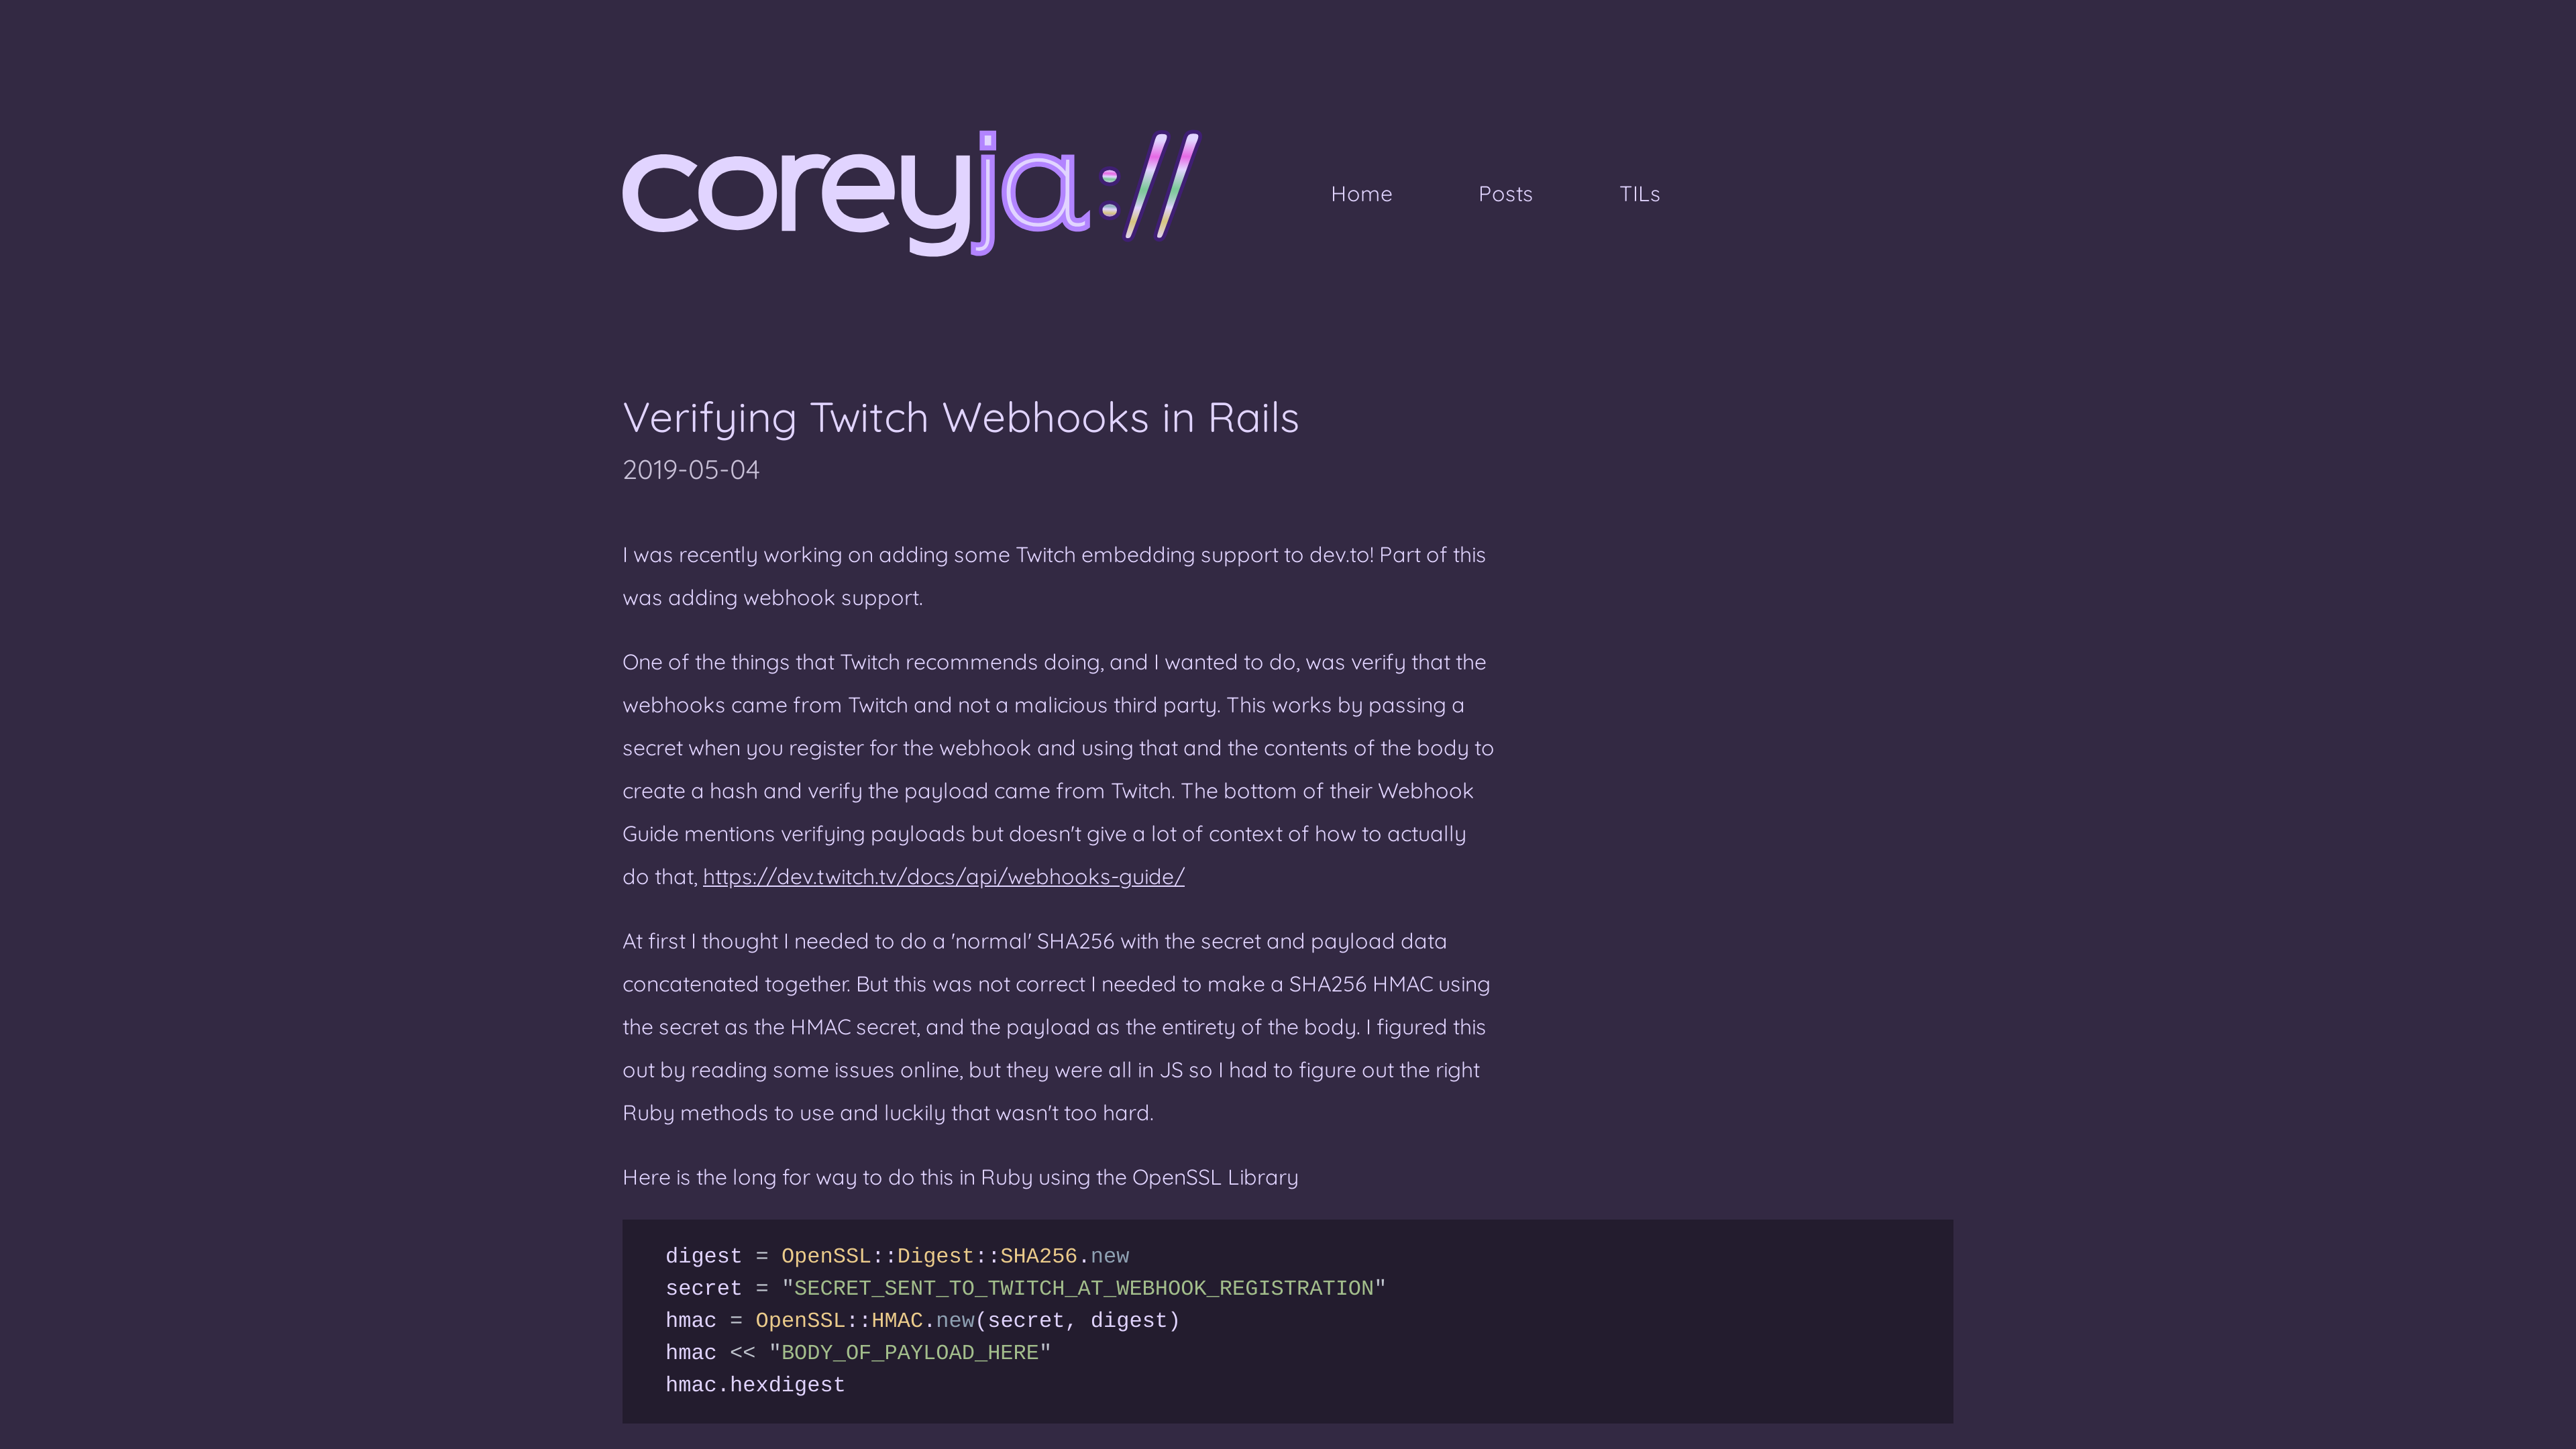 coreyja://
Home Posts TILs
Verifying Twitch Webhooks in Rails
2019-05-04
I was recently working on adding some Twitch embedding support to dev.to! Part of this
was adding webhook support.
One of the things that Twitch recommends doing, and I wanted to do, was verify that the
webhooks came from Twitch and not a malicious third party. This works by passing a
secret when you register for the webhook and using that and the contents of the body to
create a hash and verify the payload came from Twitch. The bottom of their Webhook
Guide mentions verifying payloads but doesn't give a lot of context of how to actually
do that, https://dev.twitch.tv/docs/api/webhooks-guide/
At first I thought I needed to do a 'normal' SHA256 with the secret and payload data
concatenated together. But this was not correct I needed to make a SHA256 HMAC using
the secret as the HMAC secret, and the payload as the entirety of the body. I figured this
out by reading some issues online, but they were all in JS so I had to figure out the right
Ruby methods to use and luckily that wasn't too hard.
Here is the long for way to do this in Ruby using the OpenSSL Library
digest = OpenSSL::Digest::SHA256.new
secret = "SECRET_SENT_TO_TWITCH_AT_WEBHOOK_REGISTRATION"
hmac = OpenSSL::HMAC.new(secret, digest)
hmac << "BODY_OF_PAYLOAD_HERE"
hmac.hexdigest